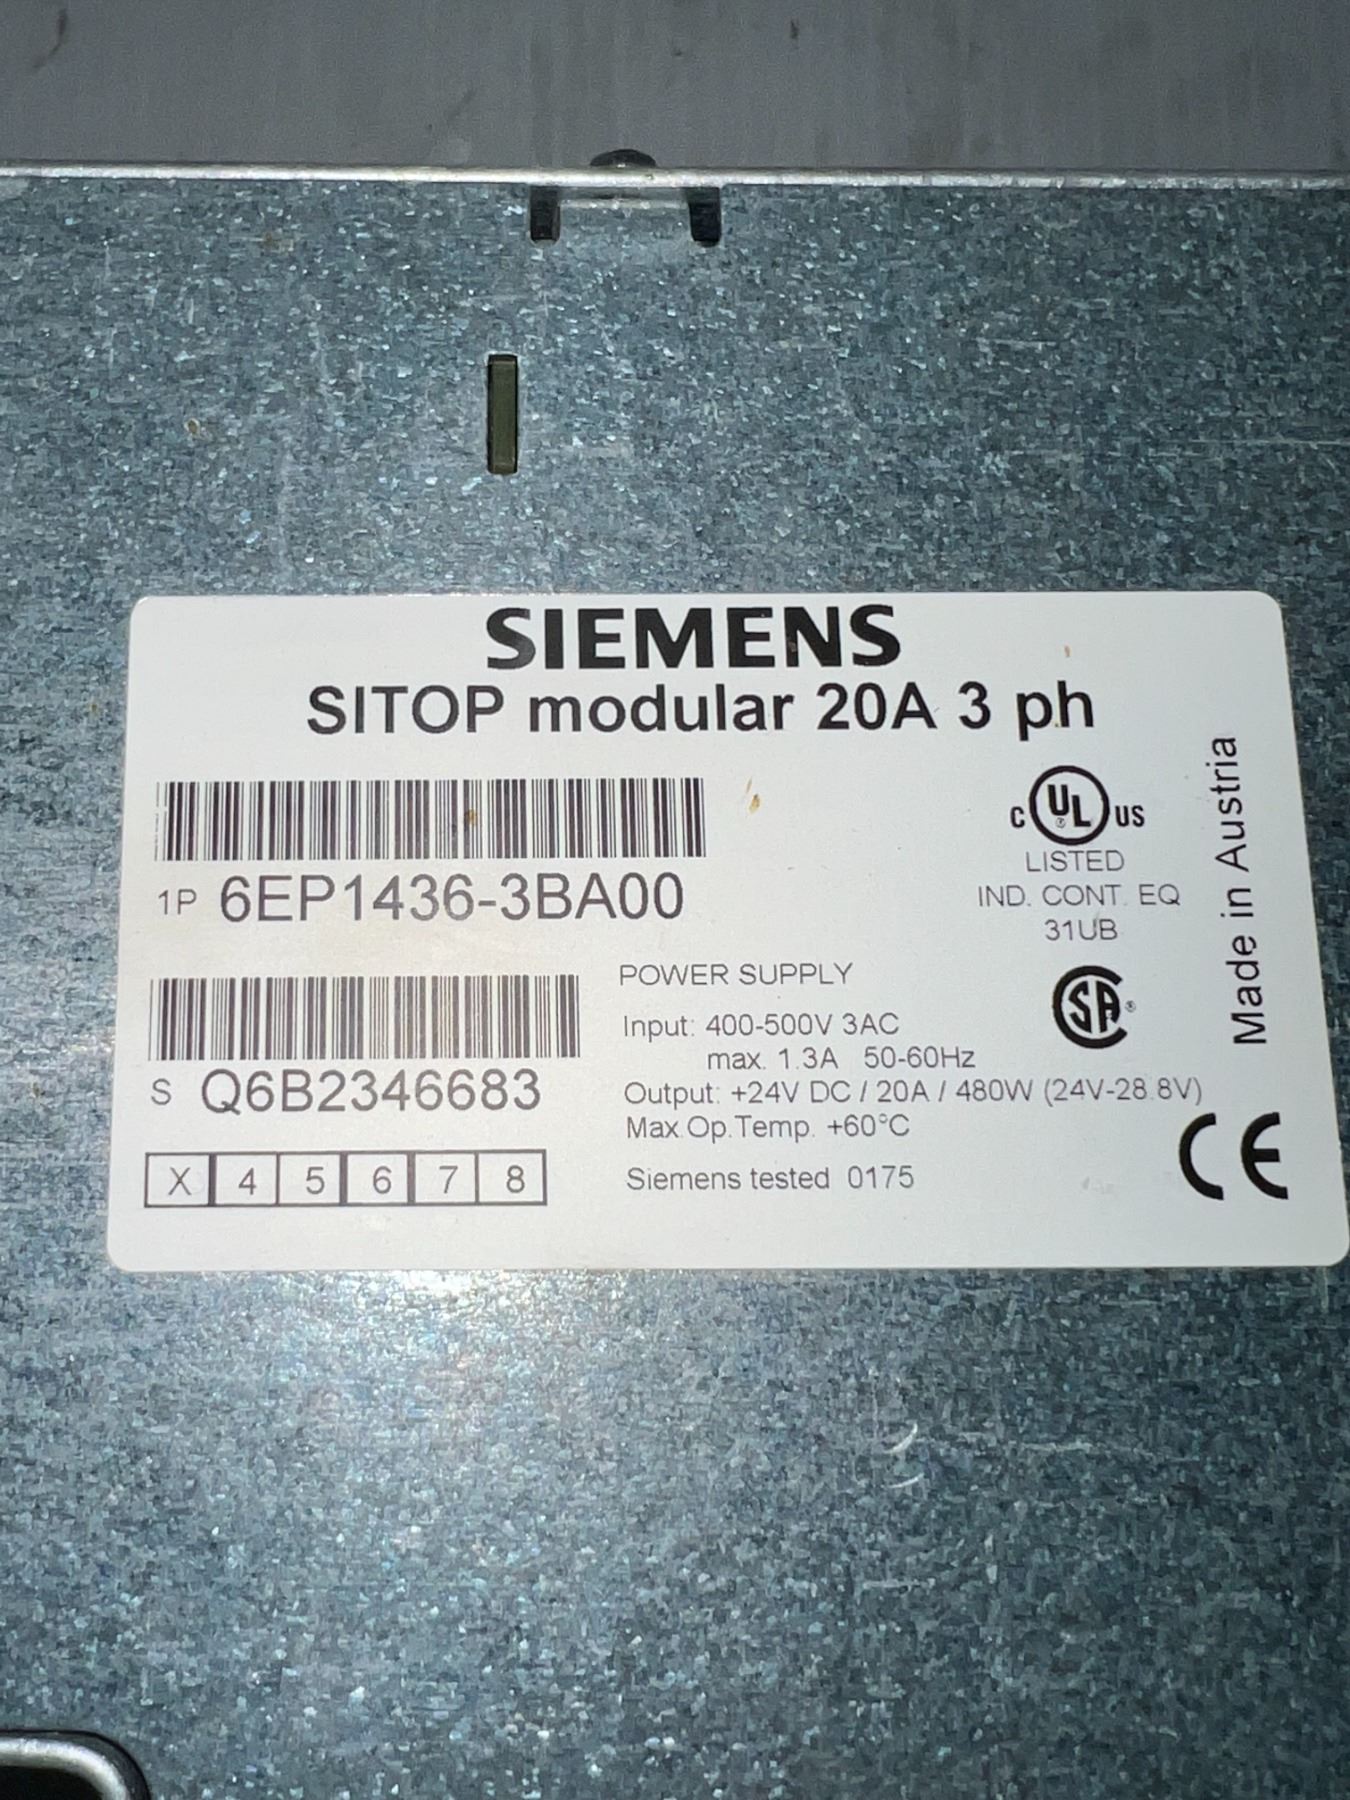 SIEMENS
SITOP modular 20A 3 ph
1P 6EP1436-3BA00
C UL ® US
LISTED
IND. CONT. EQ
31UB
SA ®
Made in Austria
S Q6B2346683
X 4 5 6 7 8
POWER SUPPLY
Input: 400-500V 3AC
max. 1.3A 50-60Hz
Output: +24V DC / 20A / 480W (24V-28.8V)
Max.Op.Temp. +60°C
Siemens tested 0175
CE